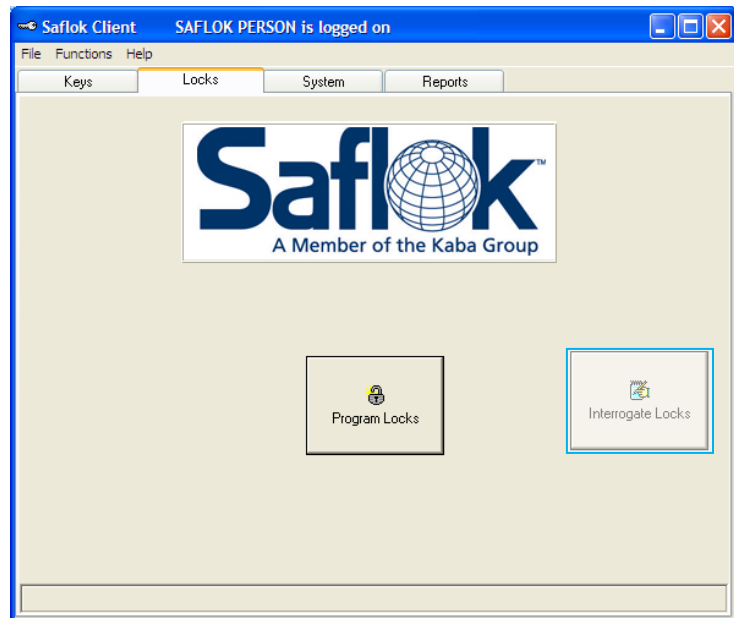 Saflok Client SAFLOK PERSON is logged on
File Functions Help
Keys Locks System Reports
Saflok™
A Member of the Kaba Group
Program Locks
Interrogate Locks